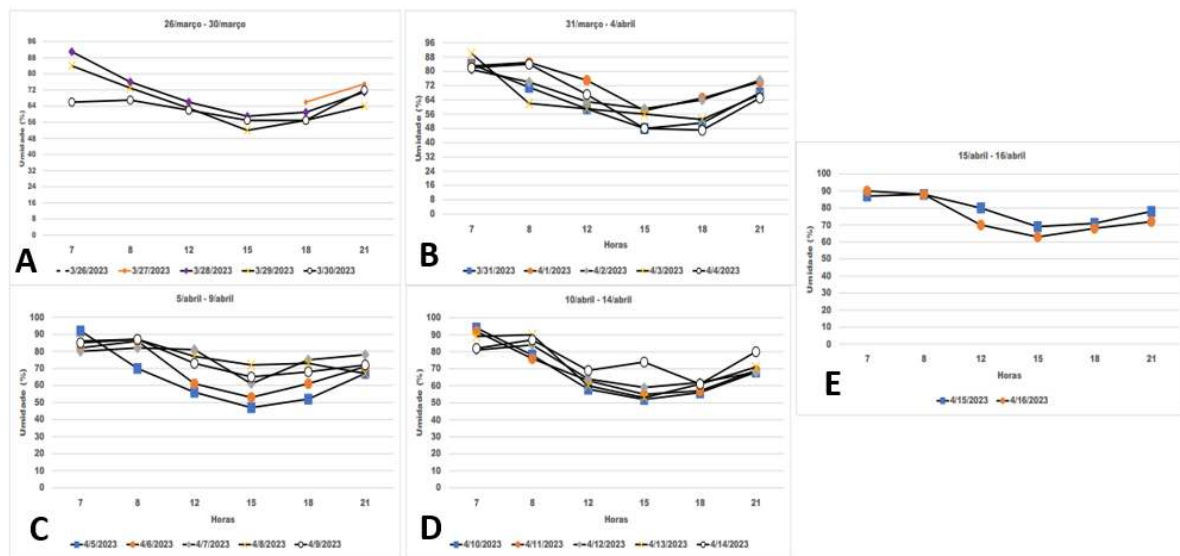 26/março - 30/março
Umidade (%)
96
88
80
72
64
56
48
40
32
24
16
8
0
7 8 12 15 18 21
Horas
3/26/2023 3/27/2023 3/28/2023 3/29/2023 3/30/2023
A
31/março - 4/abril
Umidade (%)
96
88
80
72
64
56
48
40
32
24
16
8
0
7 8 12 15 18 21
Horas
3/31/2023 4/1/2023 4/2/2023 4/3/2023 4/4/2023
B
5/abril - 9/abril
Umidade (%)
100
90
80
70
60
50
40
30
20
10
0
7 8 12 15 18 21
Horas
4/5/2023 4/6/2023 4/7/2023 4/8/2023 4/9/2023
C
10/abril - 14/abril
Umidade (%)
100
90
80
70
60
50
40
30
20
10
0
7 8 12 15 18 21
Horas
4/10/2023 4/11/2023 4/12/2023 4/13/2023 4/14/2023
D
15/abril - 16/abril
Umidade (%)
100
90
80
70
60
50
40
30
20
10
0
7 8 12 15 18 21
Horas
4/15/2023 4/16/2023
E